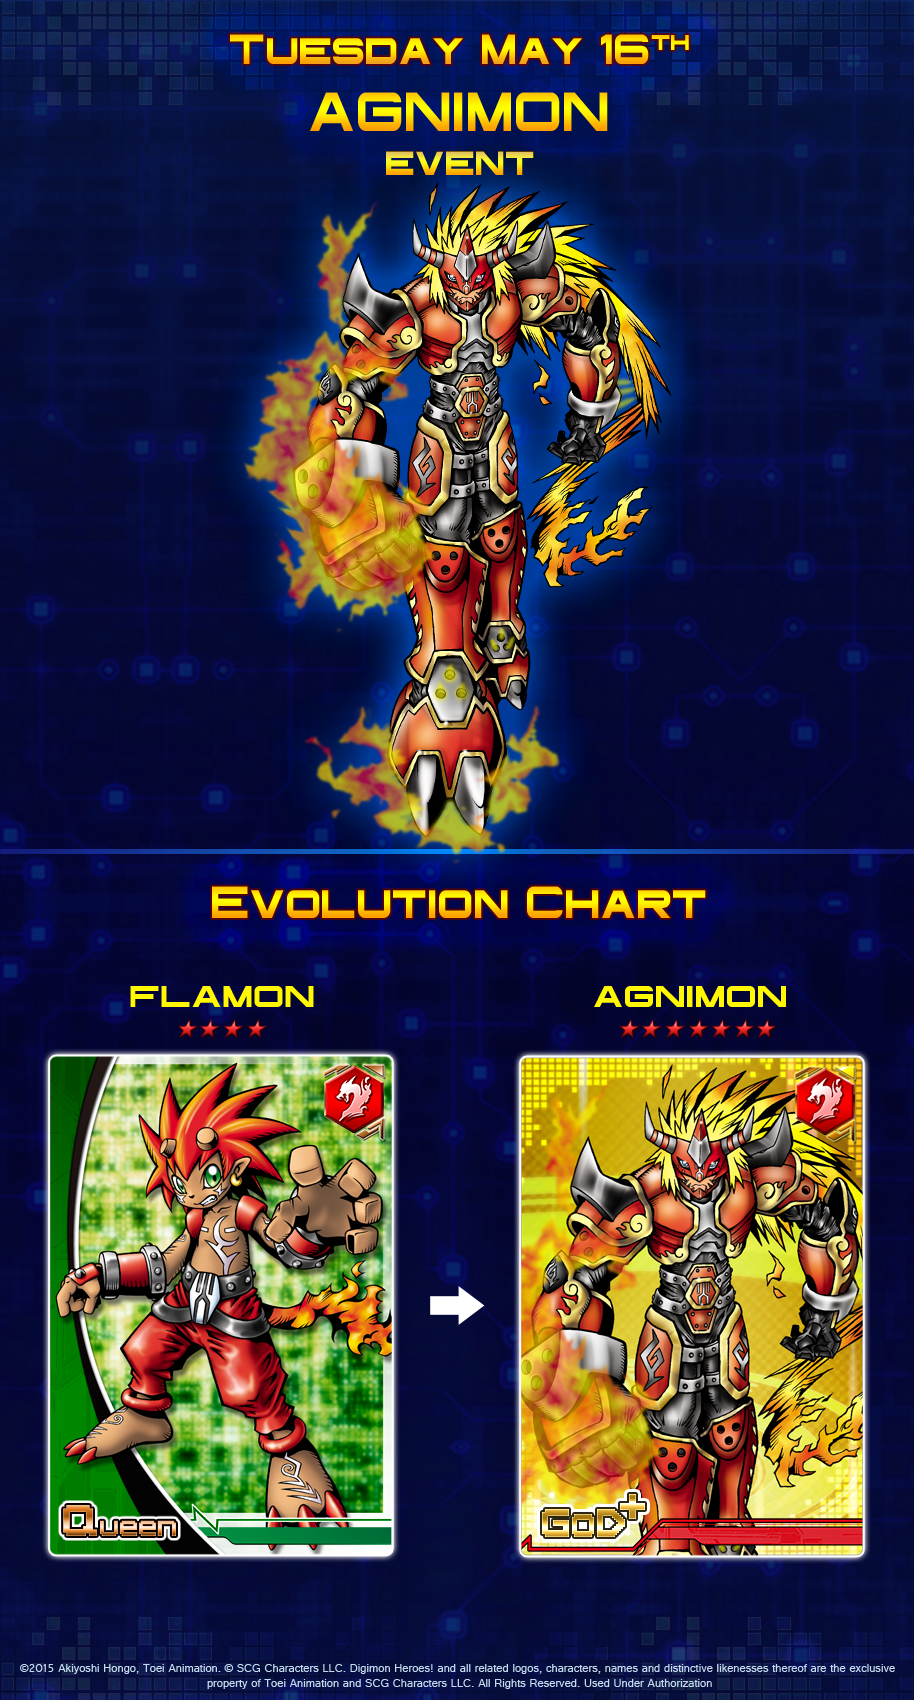 Tuesday May 16th
Agnimon
Event
Evolution Chart
Flamon
Agnimon
Queen
GoD+
©2015 Akiyoshi Hongo, Toei Animation. © SCG Characters LLC. Digimon Heroes! and all related logos, characters, names and distinctive likenesses thereof are the exclusive
property of Toei Animation and SCG Characters LLC. All Rights Reserved. Used Under Authorization